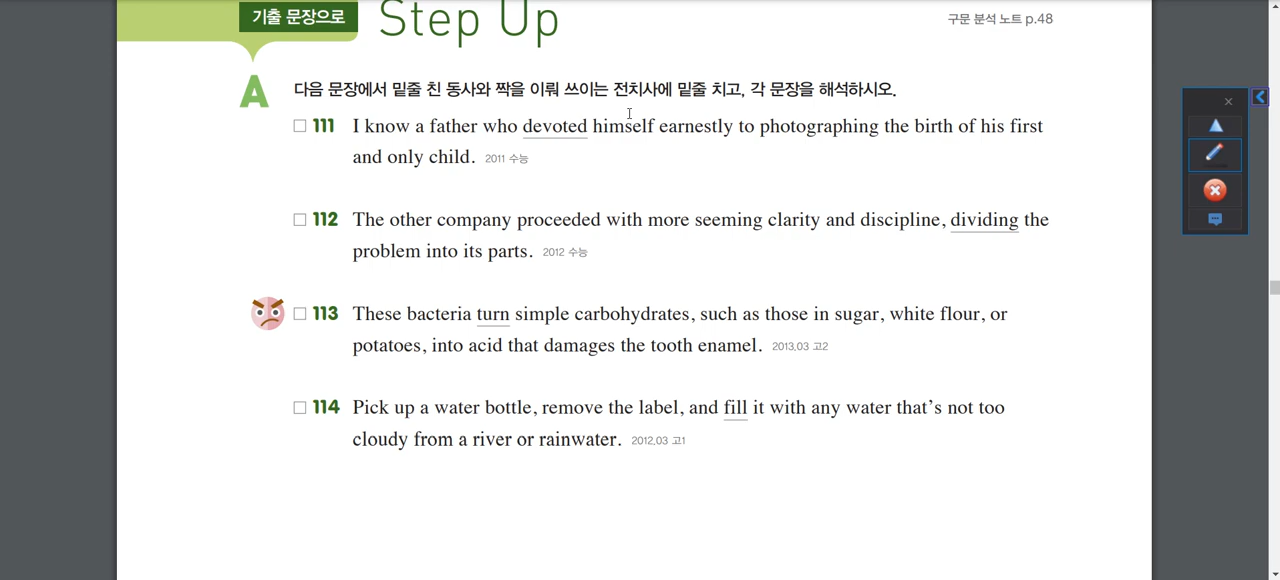 기출 문장으로 Step Up 구문 분석 노트 p.48
A 다음 문장에서 밑줄 친 동사와 짝을 이뤄 쓰이는 전치사에 밑줄 치고, 각 문장을 해석하시오.
□ 111 I know a father who devoted himself earnestly to photographing the birth of his first
and only child. 2011 수능
□ 112 The other company proceeded with more seeming clarity and discipline, dividing the
problem into its parts. 2012 수능
□ 113 These bacteria turn simple carbohydrates, such as those in sugar, white flour, or
potatoes, into acid that damages the tooth enamel. 2013.03 고2
□ 114 Pick up a water bottle, remove the label, and fill it with any water that's not too
cloudy from a river or rainwater. 2012.03 고1